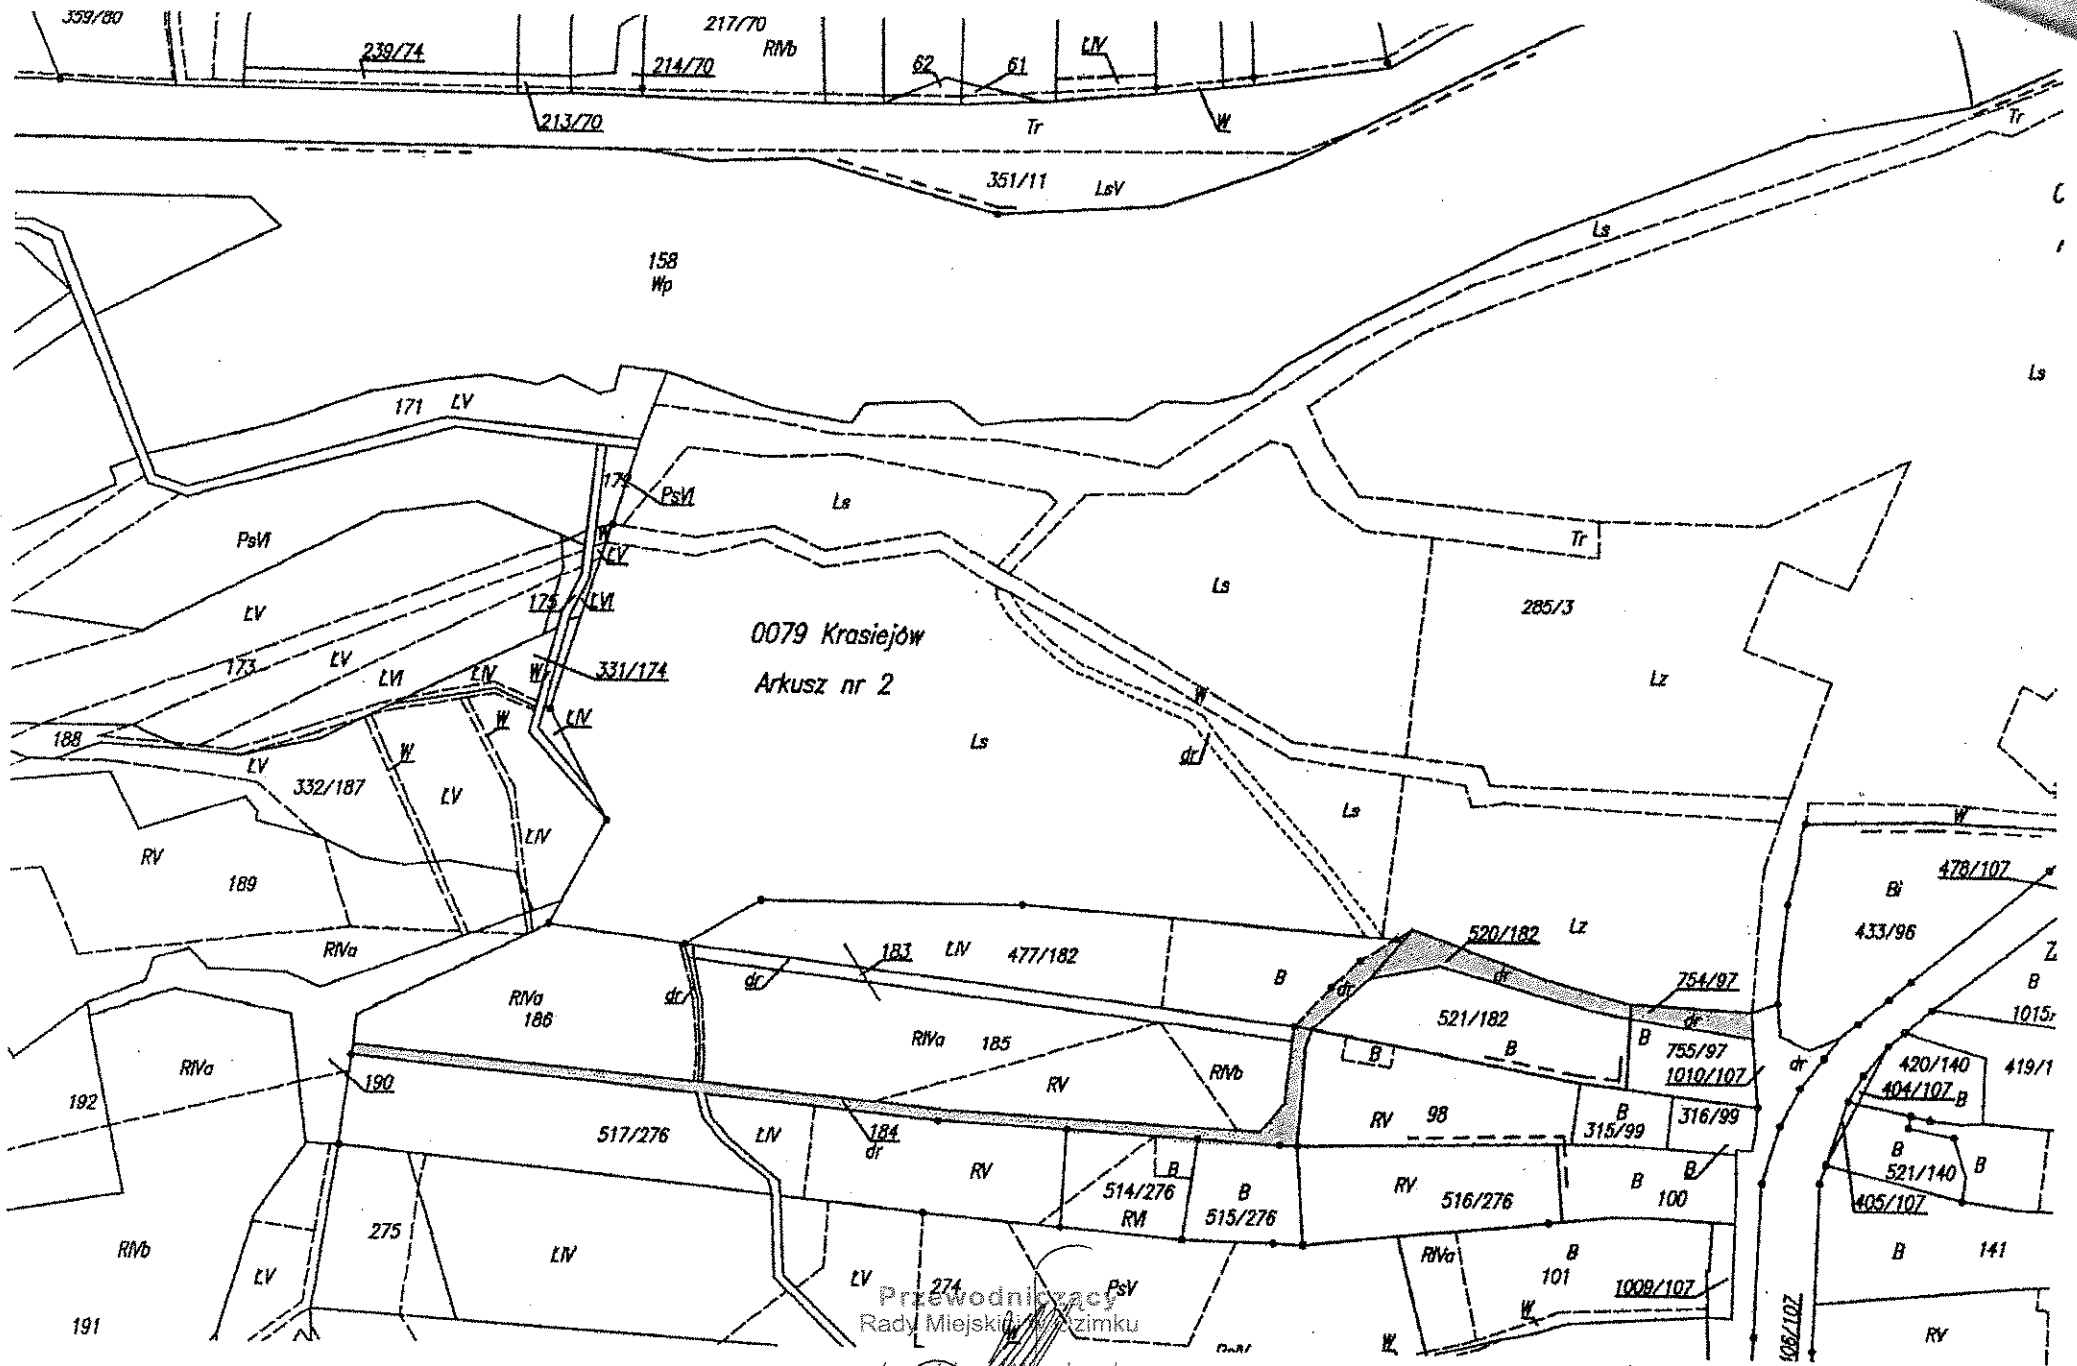 359/80
217/70
RIVb
239/74
214/70
62
61
ŁIV
213/70
Tr
W
Tr
351/11
LsV
Ls
158
Wp
Ls
171
ŁV
PsVI
Ls
PsVI
W
ŁV
Tr
Ls
175
ŁVI
285/3
ŁV
0079 Krasiejów
173
ŁV
W
331/174
Arkusz nr 2
ŁVI
ŁIV
Lz
W
W
ŁIV
188
W
Ls
dr
ŁV
332/187
ŁV
Ls
W
ŁIV
RV
189
478/107
Bi
433/96
RIVa
183
ŁIV
477/182
520/182
Lz
B
dr
dr
B
dr
dr
754/97
RIVa
186
521/182
dr
RIVa
185
B
B
B
755/97
dr
RIVa
RV
RIVb
1010/107
420/140
419/1
190
404/107
B
192
RV
98
B
315/99
316/99
517/276
ŁIV
184
dr
RV
B
B
521/140
B
514/276
RVI
B
515/276
RV
516/276
B
100
405/107
RIVb
275
ŁIV
RIVa
B
101
B
141
ŁV
ŁV
274
PsV
1009/107
Przewodniczący
Rady Miejskiej
191
W
W
W
RV